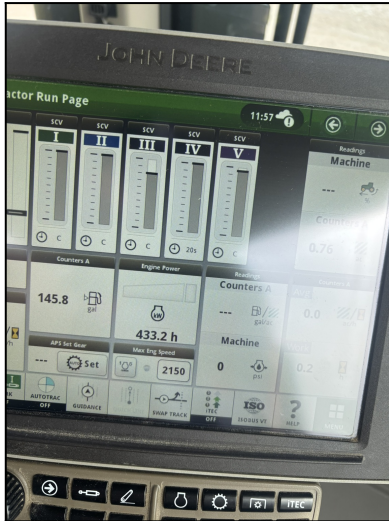 JOHN DEERE
actor Run Page
11:57
SCV
I
C
SCV
II
C
SCV
III
C
SCV
IV
20s
SCV
V
C
Readings
Machine
---
%
Counters
0.76
Counters A
145.8
gal
Engine Power
kW
433.2 h
Readings
Counters A
---
Machine
0
psi
0.0
0.2
APS Set Gear
---
Set
Max Eng Speed
2150
AUTOTRAC
OFF
GUIDANCE
SWAP TRACK
iTEC
OFF
ISO
ISOBUS VT
?
HELP
MENU
iTEC